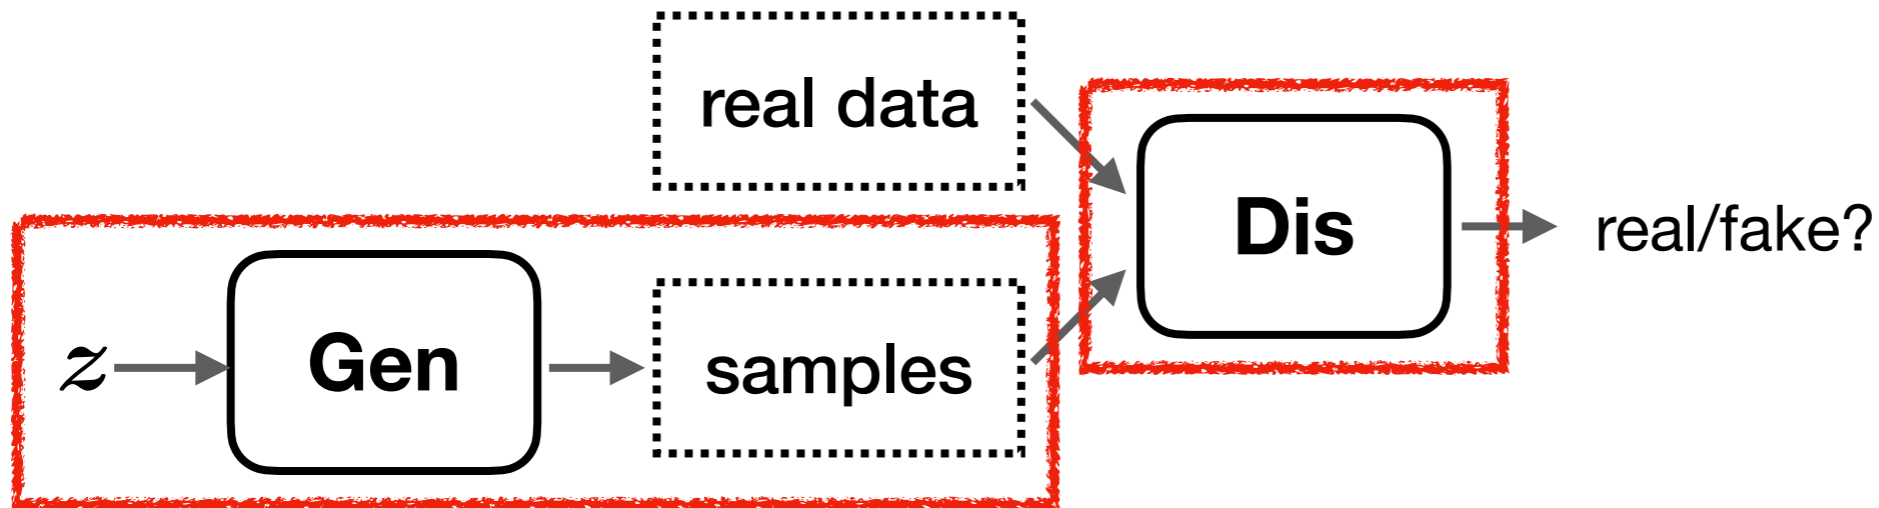 real data
Dis
real/fake?
z
Gen
samples